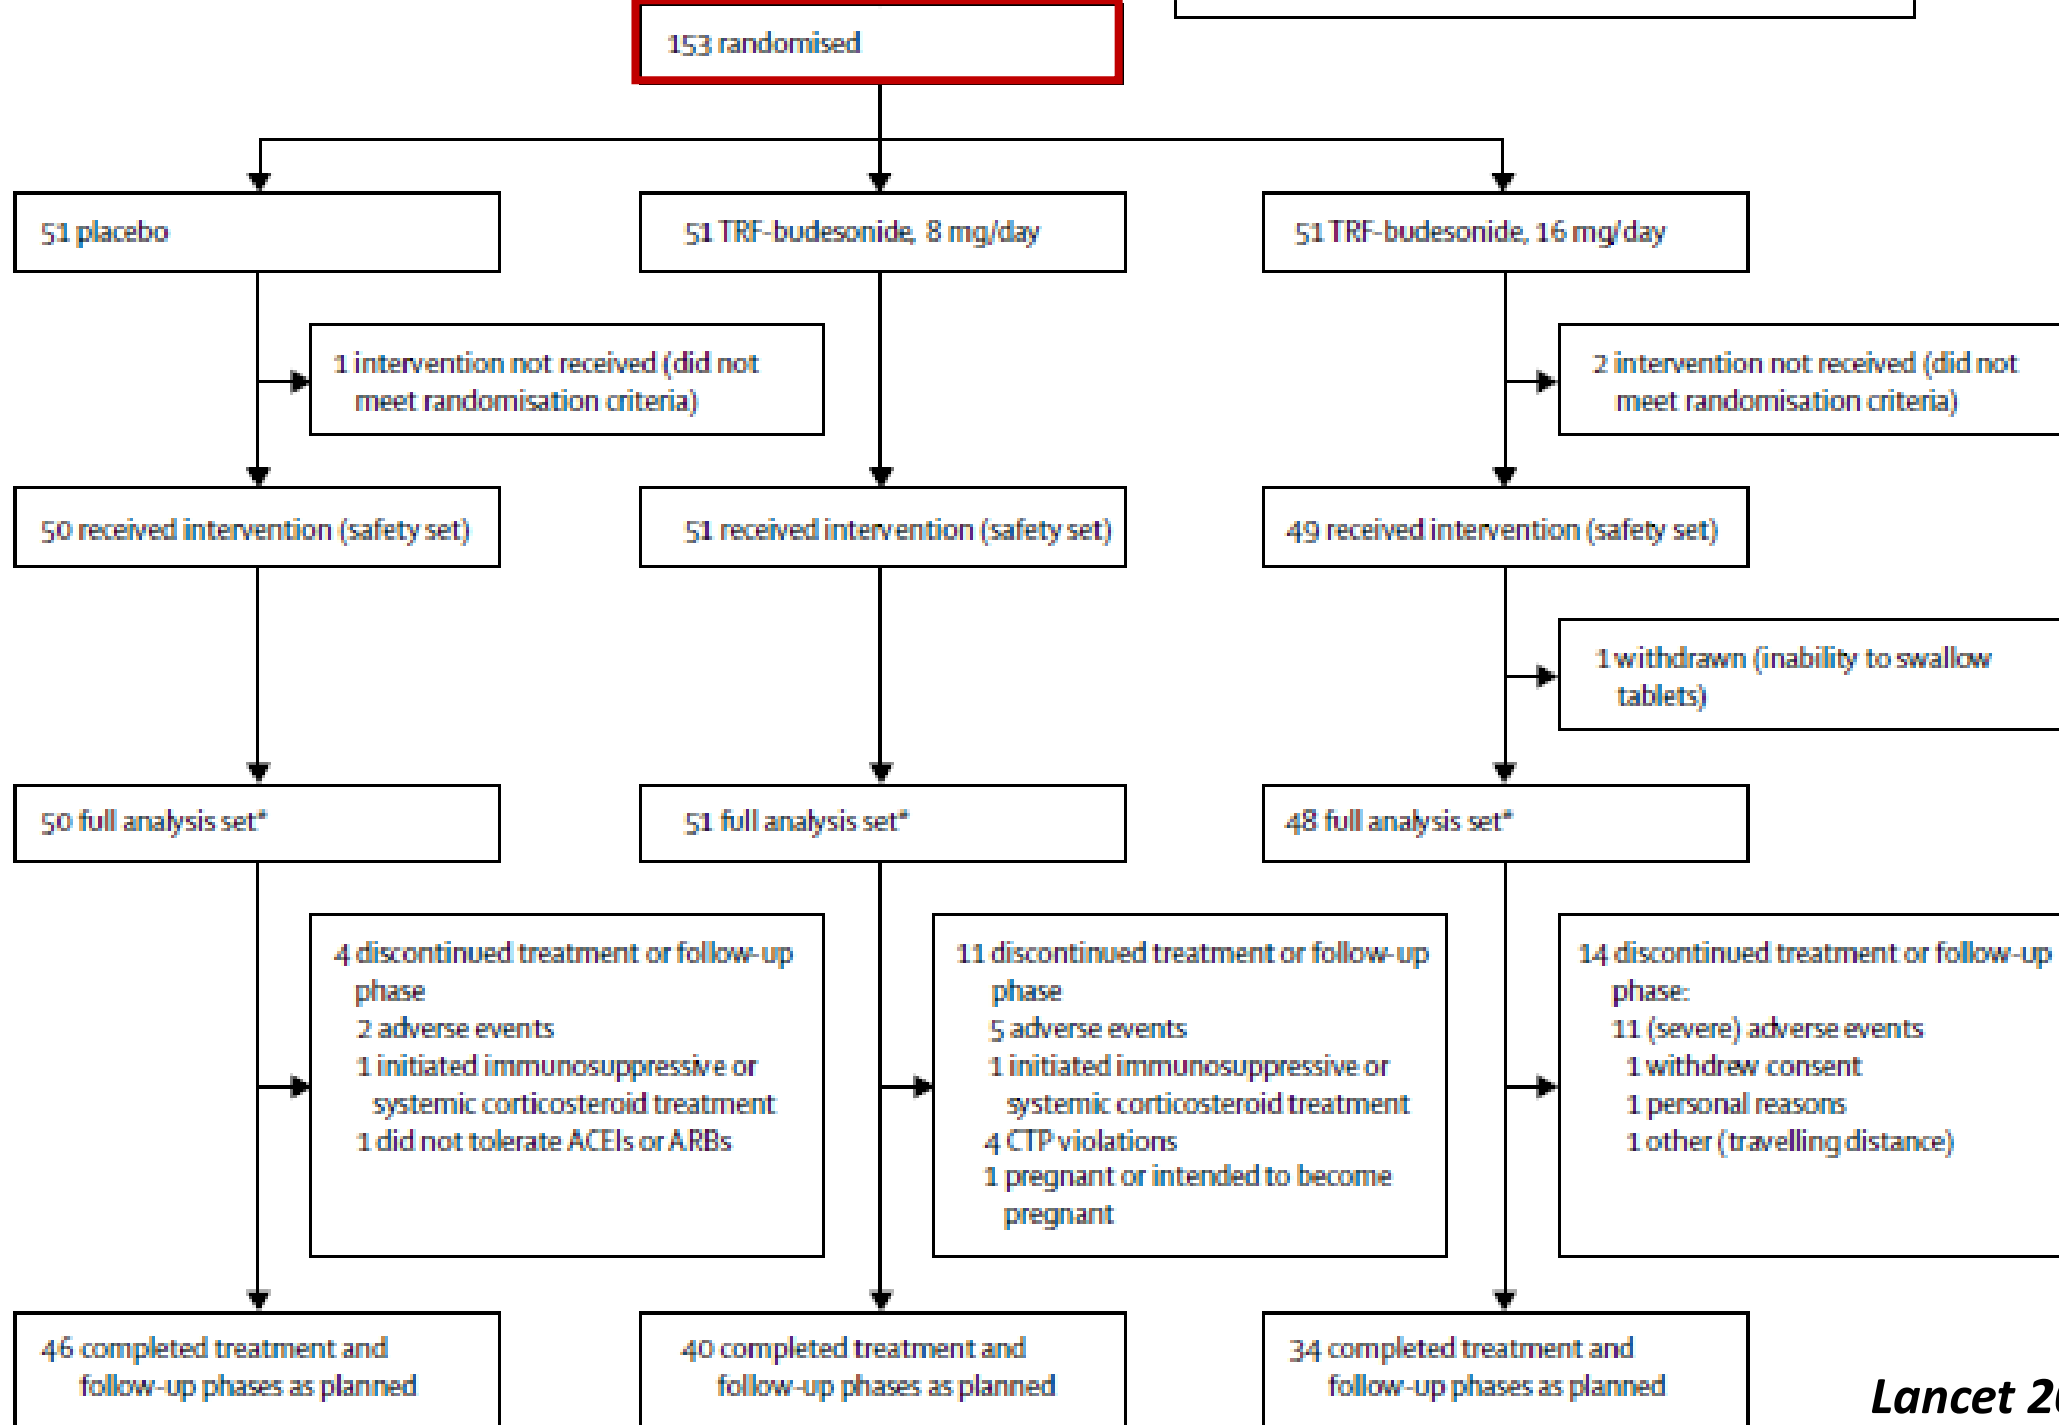 153 randomised
51 placebo
51 TRF-budesonide, 8 mg/day
51 TRF-budesonide, 16 mg/day
1 intervention not received (did not
meet randomisation criteria)
2 intervention not received (did not
meet randomisation criteria)
50 received intervention (safety set)
51 received intervention (safety set)
49 received intervention (safety set)
1 withdrawn (inability to swallow
tablets)
50 full analysis set*
51 full analysis set*
48 full analysis set*
4 discontinued treatment or follow-up
phase
2 adverse events
1 initiated immunosuppressive or
systemic corticosteroid treatment
1 did not tolerate ACEIs or ARBs
11 discontinued treatment or follow-up
phase
5 adverse events
1 initiated immunosuppressive or
systemic corticosteroid treatment
4 CTP violations
1 pregnant or intended to become
pregnant
14 discontinued treatment or follow-up
phase:
11 (severe) adverse events
1 withdrew consent
1 personal reasons
1 other (travelling distance)
46 completed treatment and
follow-up phases as planned
40 completed treatment and
follow-up phases as planned
34 completed treatment and
follow-up phases as planned
Lancet